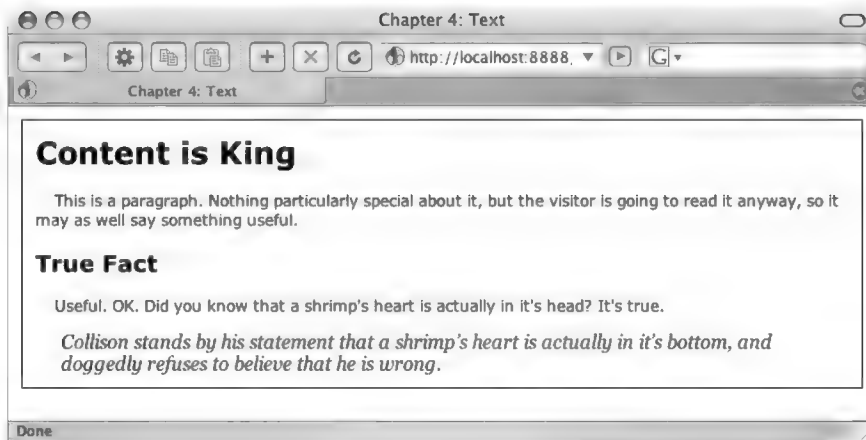 Chapter 4: Text
http://localhost:8888,
G
Chapter 4: Text
Content is King
This is a paragraph. Nothing particularly special about it, but the visitor is going to read it anyway, so it
may as well say something useful.
True Fact
Useful. OK. Did you know that a shrimp's heart is actually in it's head? It's true.
Collison stands by his statement that a shrimp's heart is actually in it's bottom, and
doggedly refuses to believe that he is wrong.
Done